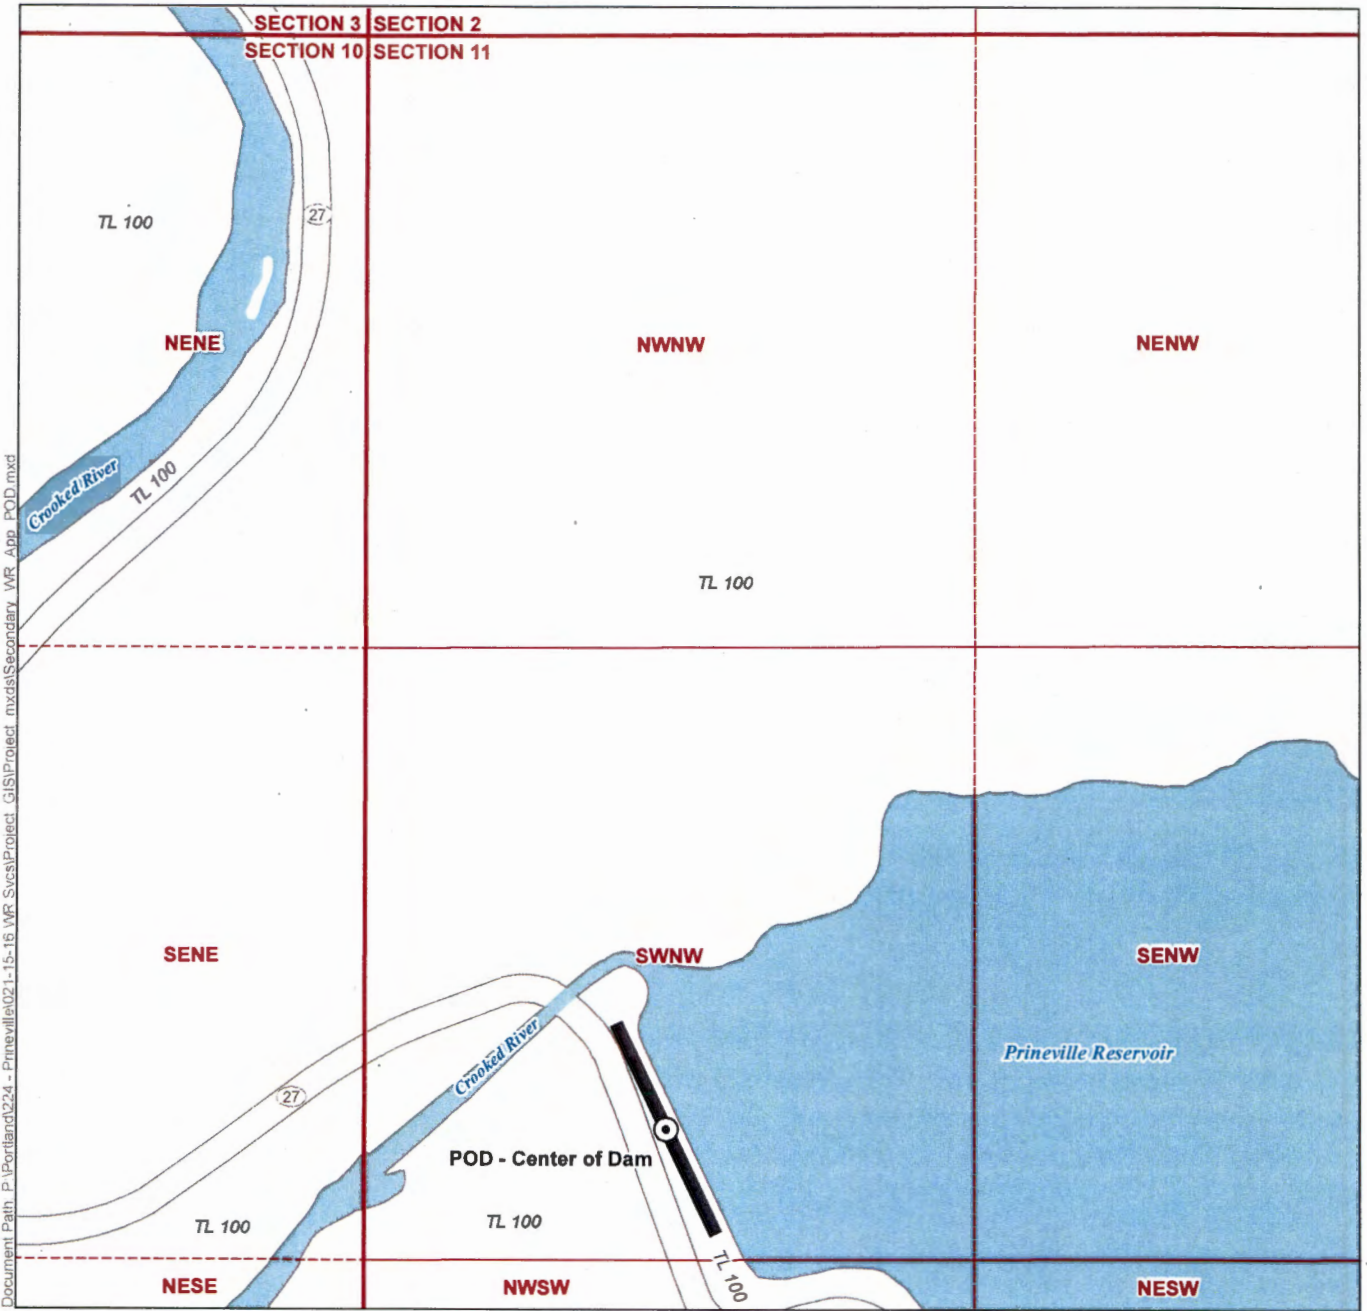 SECTION 3 SECTION 2
SECTION 10 SECTION 11
TL 100
27
NENE
NWNW
NENW
Crooked River
TL 100
TL 100
SENE
SWNW
SENW
Crooked River
Prineville Reservoir
27
POD - Center of Dam
TL 100
TL 100
TL 100
NESE
NWSW
NESW
Document Path P:\Portland\224 - Prineville\021-15-16 WR Svcs\Project_GIS\Project_mxds\Secondary_WR_App_POD.mxd